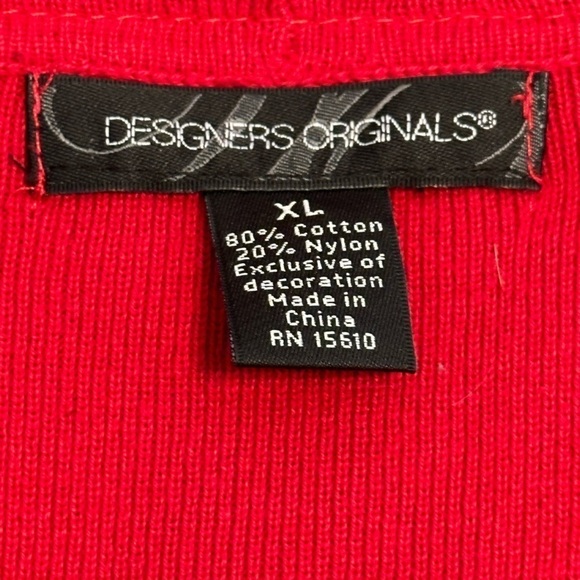 DESIGNERS ORIGINALS®
XL
80% Cotton
20% Nylon
Exclusive of
decoration
Made in
China
RN 15610